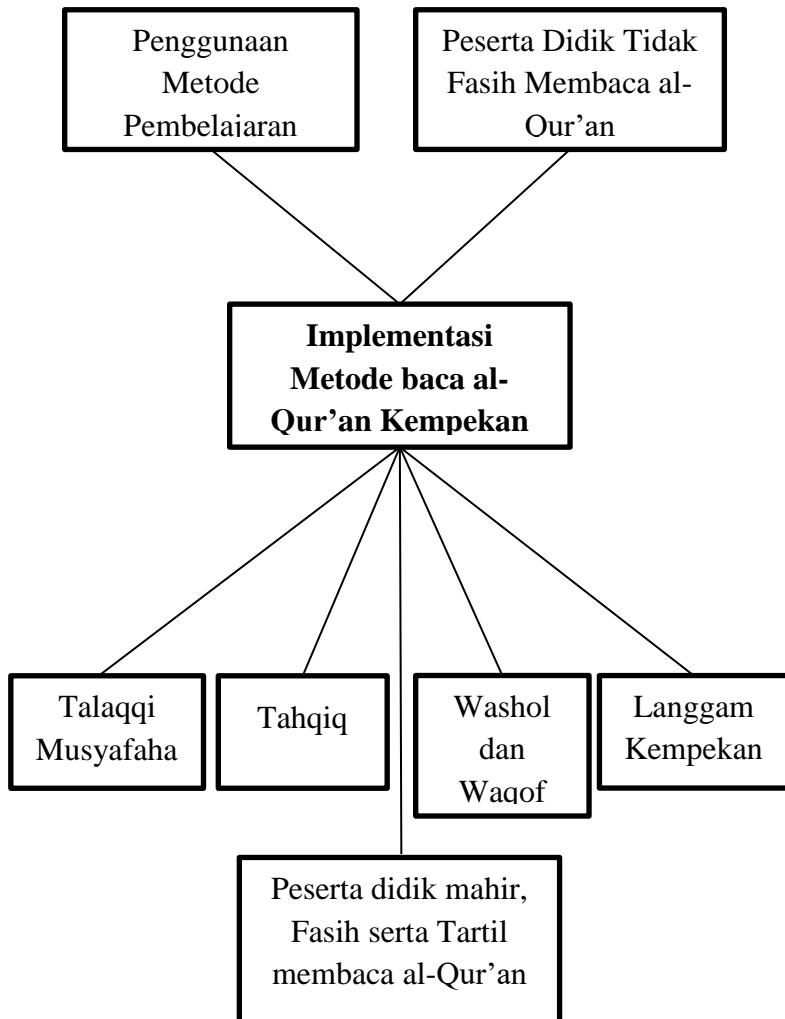 Penggunaan
Metode
Pembelajaran
Peserta Didik Tidak
Fasih Membaca al-
Qur’an
Implementasi
Metode baca al-
Qur’an Kempekan
Talaqqi
Musyafaha
Tahqiq
Washol
dan
Waqof
Langgam
Kempekan
Peserta didik mahir,
Fasih serta Tartil
membaca al-Qur’an